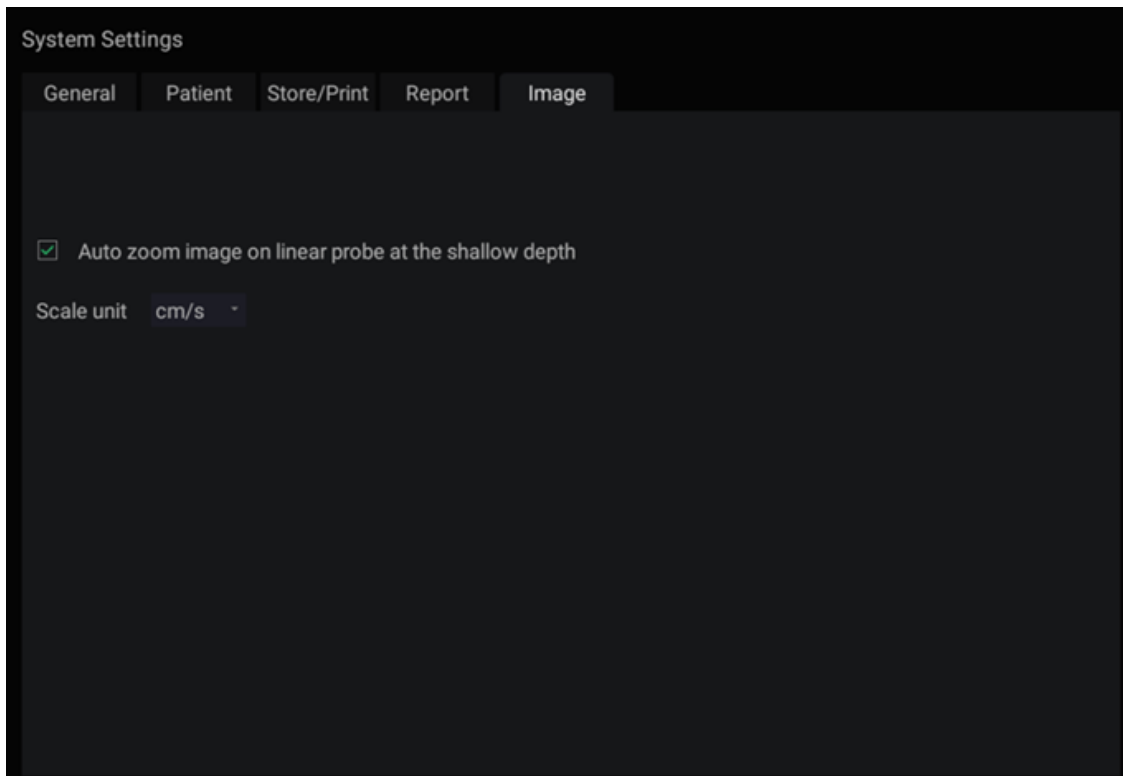 System Settings
General Patient Store/Print Report Image
Auto zoom image on linear probe at the shallow depth
Scale unit cm/s